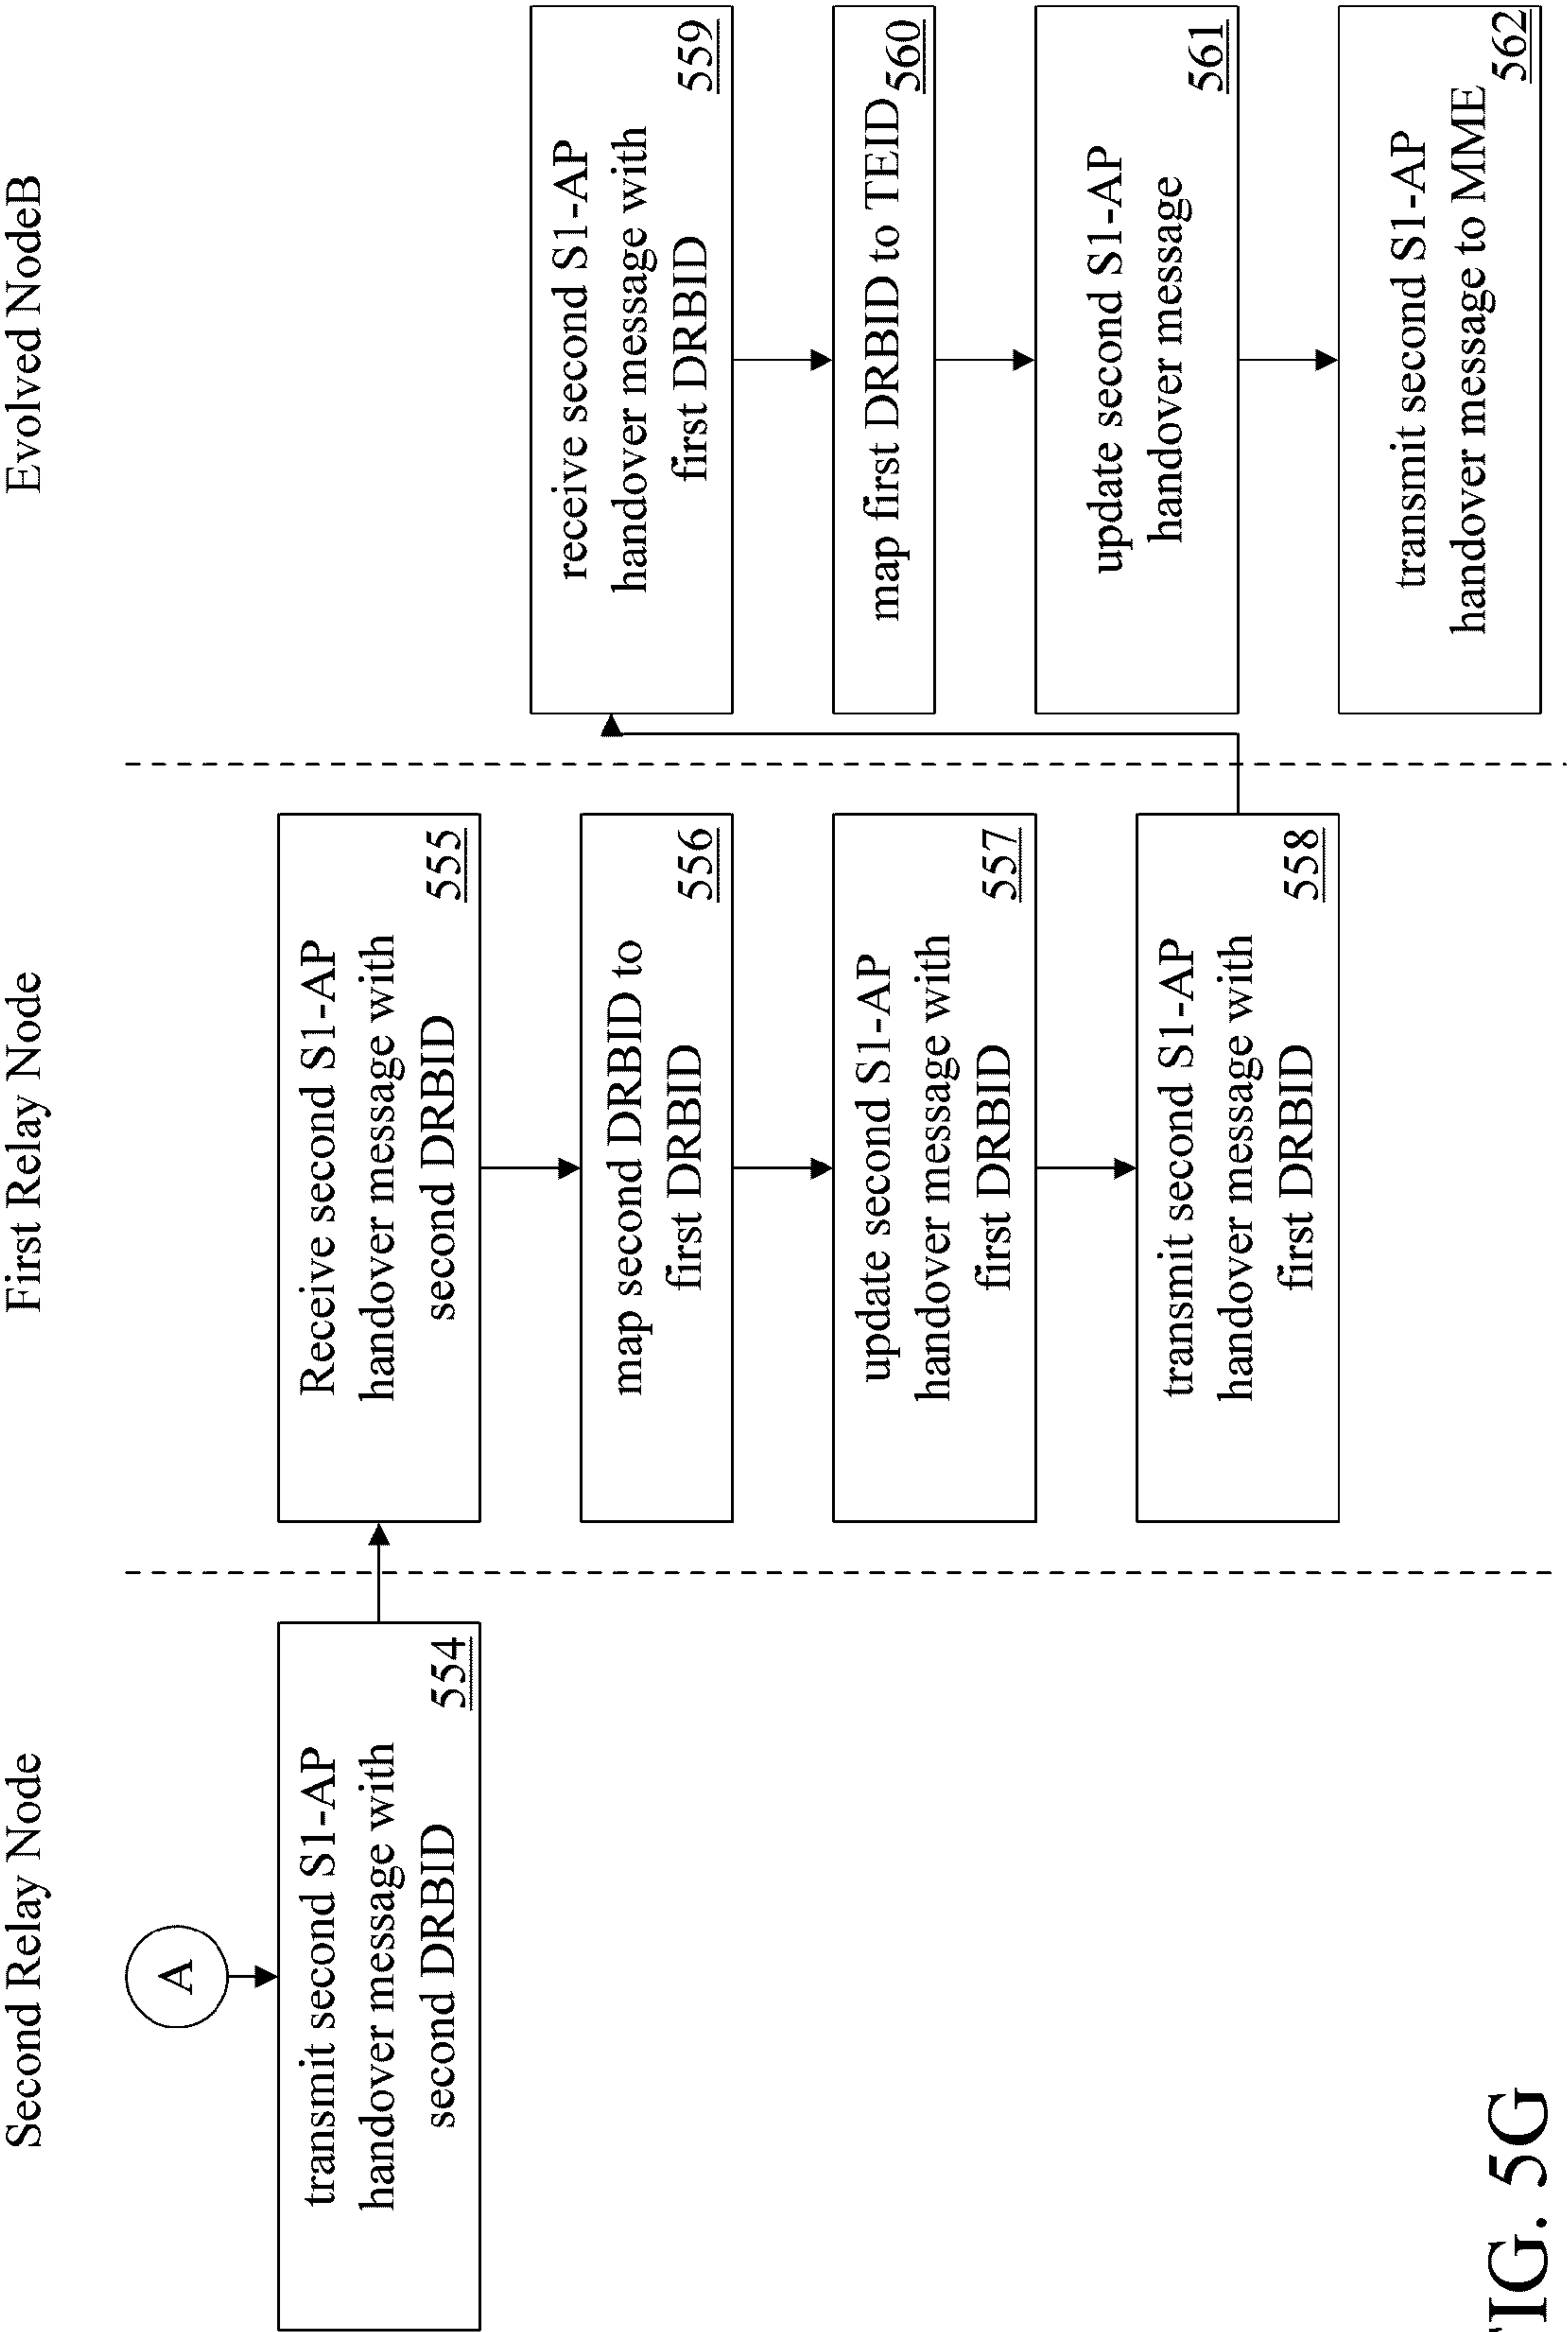 Second Relay Node
First Relay Node
Evolved NodeB
A
transmit second S1-AP
handover message with
second DRBID
554
Receive second S1-AP
handover message with
second DRBID
555
map second DRBID to
first DRBID
556
update second S1-AP
handover message with
first DRBID
557
transmit second S1-AP
handover message with
first DRBID
558
receive second S1-AP
handover message with
first DRBID
559
map first DRBID to TEID
560
update second S1-AP
handover message
561
transmit second S1-AP
handover message to MME
562
FIG. 5G